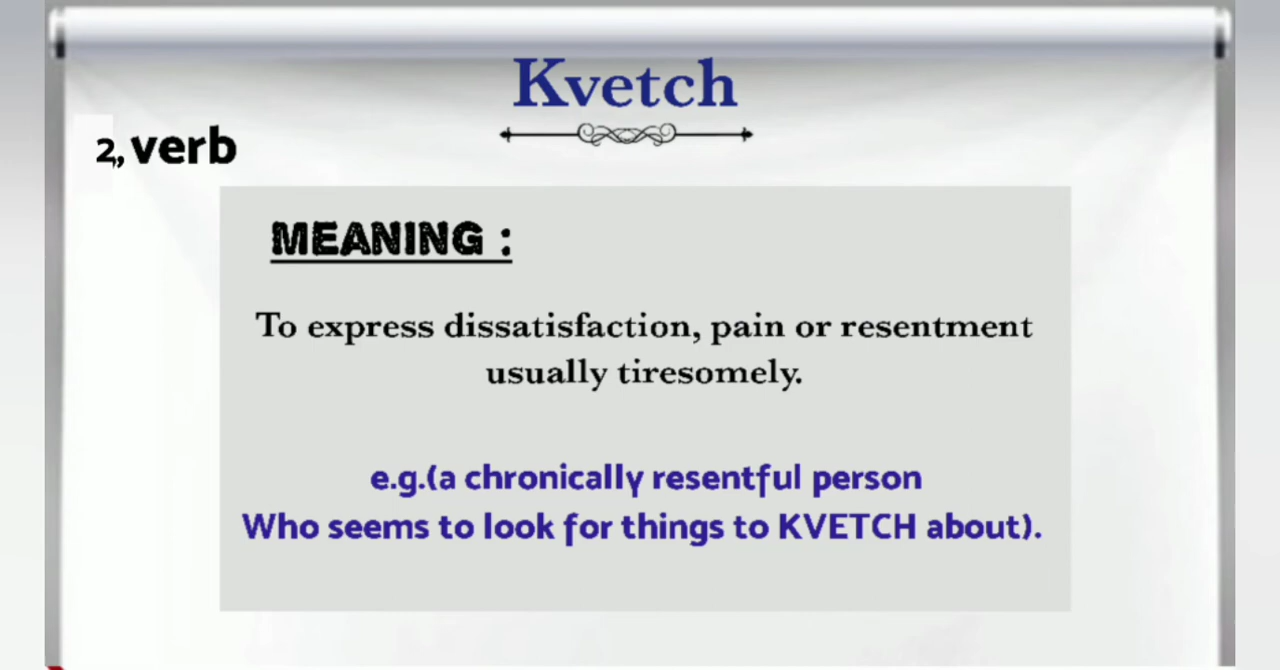 Kvetch
2, verb
MEANING :
To express dissatisfaction, pain or resentment
usually tiresomely.
e.g.(a chronically resentful person
Who seems to look for things to KVETCH about).